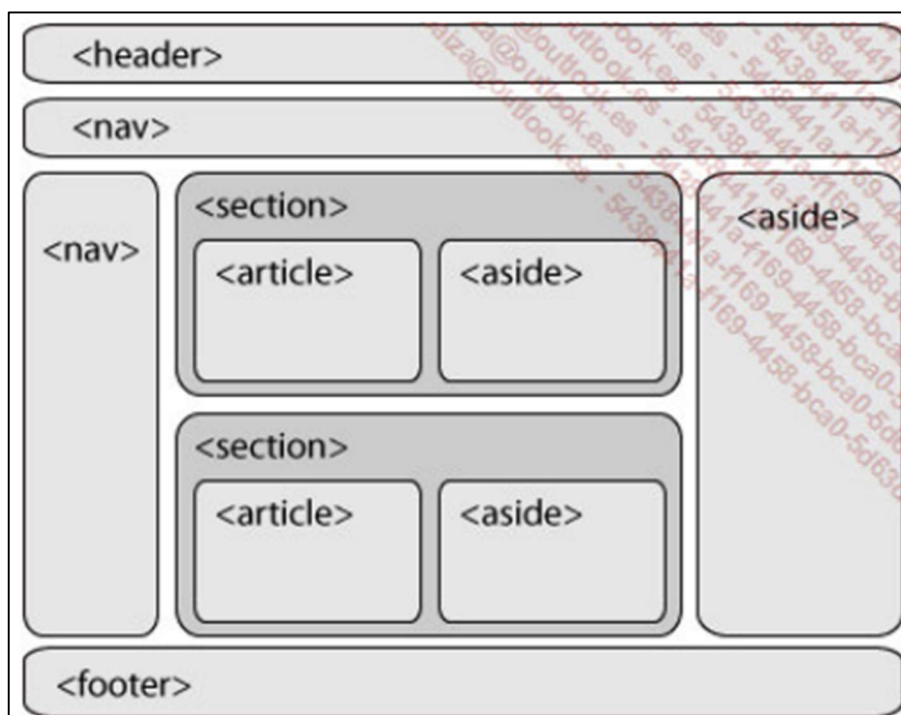 <header>
<nav>
<nav>
<section>
<article> <aside>
<section>
<article> <aside>
<aside>
<footer>